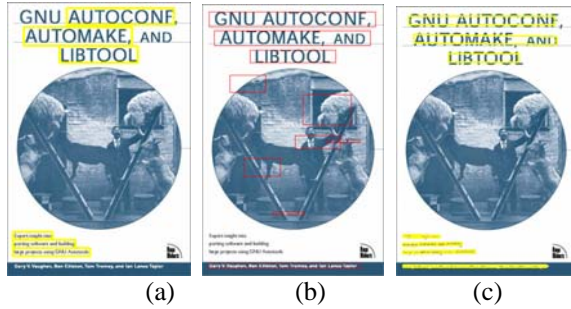 GNU AUTOCONF,
AUTOMAKE, AND
LIBTOOL
Expert insight into
porting software and building
large projects using GNU Autotools
Gary V. Vaughan, Ben Elliston, Tom Tromey, and Ian Lance Taylor
(a)
GNU AUTOCONF,
AUTOMAKE, AND
LIBTOOL
Expert insight into
porting software and building
large projects using GNU Autotools
Gary V. Vaughan, Ben Elliston, Tom Tromey, and Ian Lance Taylor
(b)
GNU AUTOCONF,
AUTOMAKE, AND
LIBTOOL
(c)